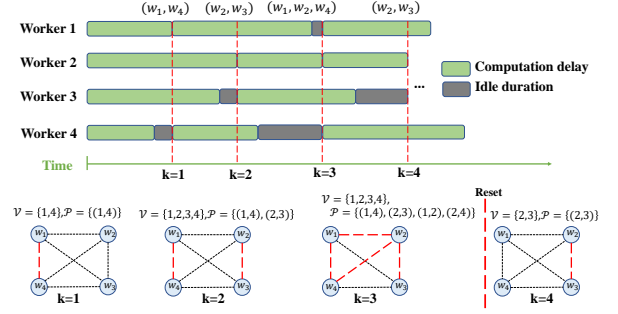 (w₁, w₄) (w₂, w₃) (w₁, w₂, w₄) (w₂, w₃)
Worker 1
Worker 2
Worker 3
Worker 4
Computation delay
Idle duration
...
Time
k=1 k=2 k=3 k=4
Reset
𝒱 = {1,4}, 𝒫 = {(1,4)}
w₁ w₂
w₄ w₃
k=1
𝒱 = {1,2,3,4}, 𝒫 = {(1,4), (2,3)}
w₁ w₂
w₄ w₃
k=2
𝒱 = {1,2,3,4},
𝒫 = {(1,4), (2,3), (1,2), (2,4)}
w₁ w₂
w₄ w₃
k=3
𝒱 = {2,3}, 𝒫 = {(2,3)}
w₁ w₂
w₄ w₃
k=4